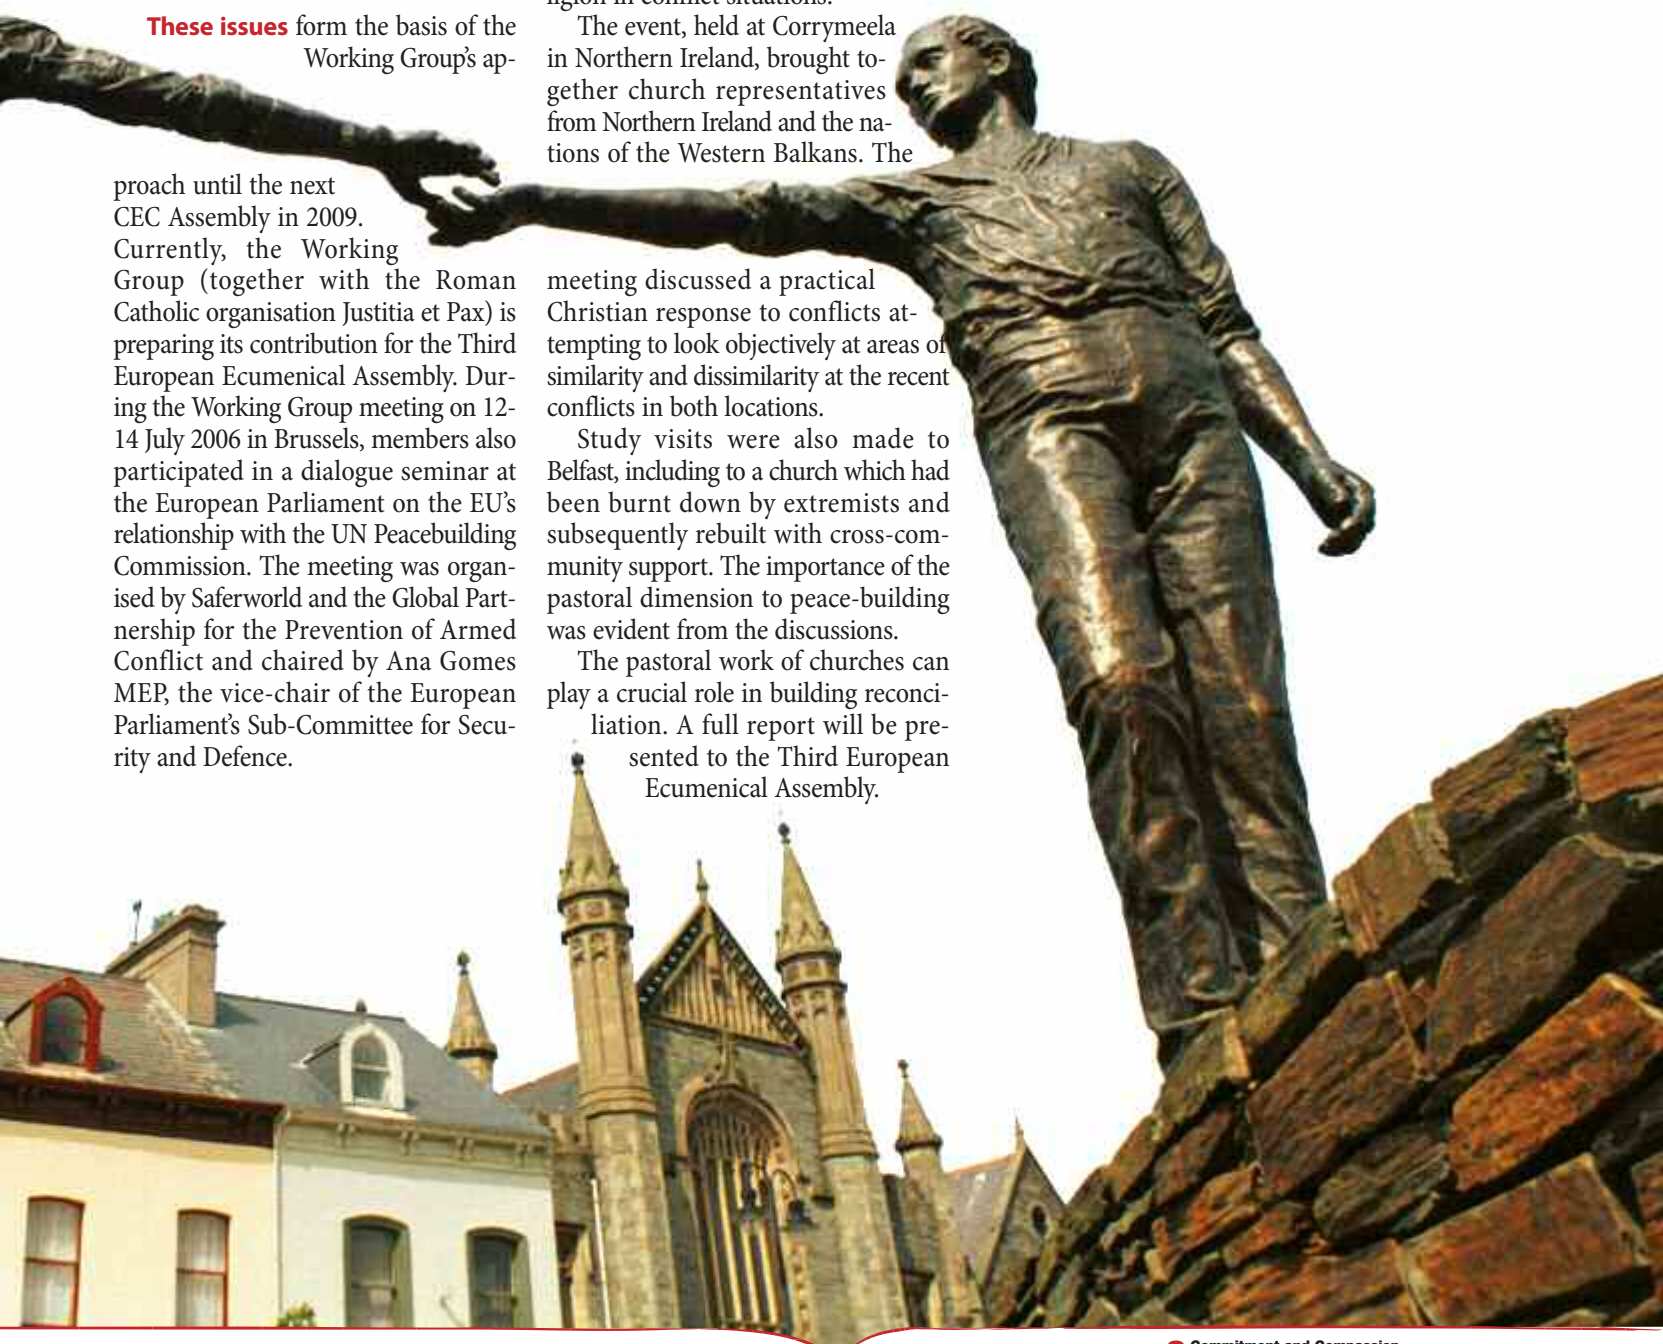 These issues form the basis of the
Working Group's ap-
proach until the next
CEC Assembly in 2009.
Currently, the Working
Group (together with the Roman
Catholic organisation Justitia et Pax) is
preparing its contribution for the Third
European Ecumenical Assembly. Dur-
ing the Working Group meeting on 12-
14 July 2006 in Brussels, members also
participated in a dialogue seminar at
the European Parliament on the EU's
relationship with the UN Peacebuilding
Commission. The meeting was organ-
ised by Saferworld and the Global Part-
nership for the Prevention of Armed
Conflict and chaired by Ana Gomes
MEP, the vice-chair of the European
Parliament's Sub-Committee for Secu-
rity and Defence.
ligion in conflict situations.
The event, held at Corrymeela
in Northern Ireland, brought to-
gether church representatives
from Northern Ireland and the na-
tions of the Western Balkans. The
meeting discussed a practical
Christian response to conflicts at-
tempting to look objectively at areas of
similarity and dissimilarity at the recent
conflicts in both locations.
Study visits were also made to
Belfast, including to a church which had
been burnt down by extremists and
subsequently rebuilt with cross-com-
munity support. The importance of the
pastoral dimension to peace-building
was evident from the discussions.
The pastoral work of churches can
play a crucial role in building reconci-
liation. A full report will be pre-
sented to the Third European
Ecumenical Assembly.
Commitment and Compassion